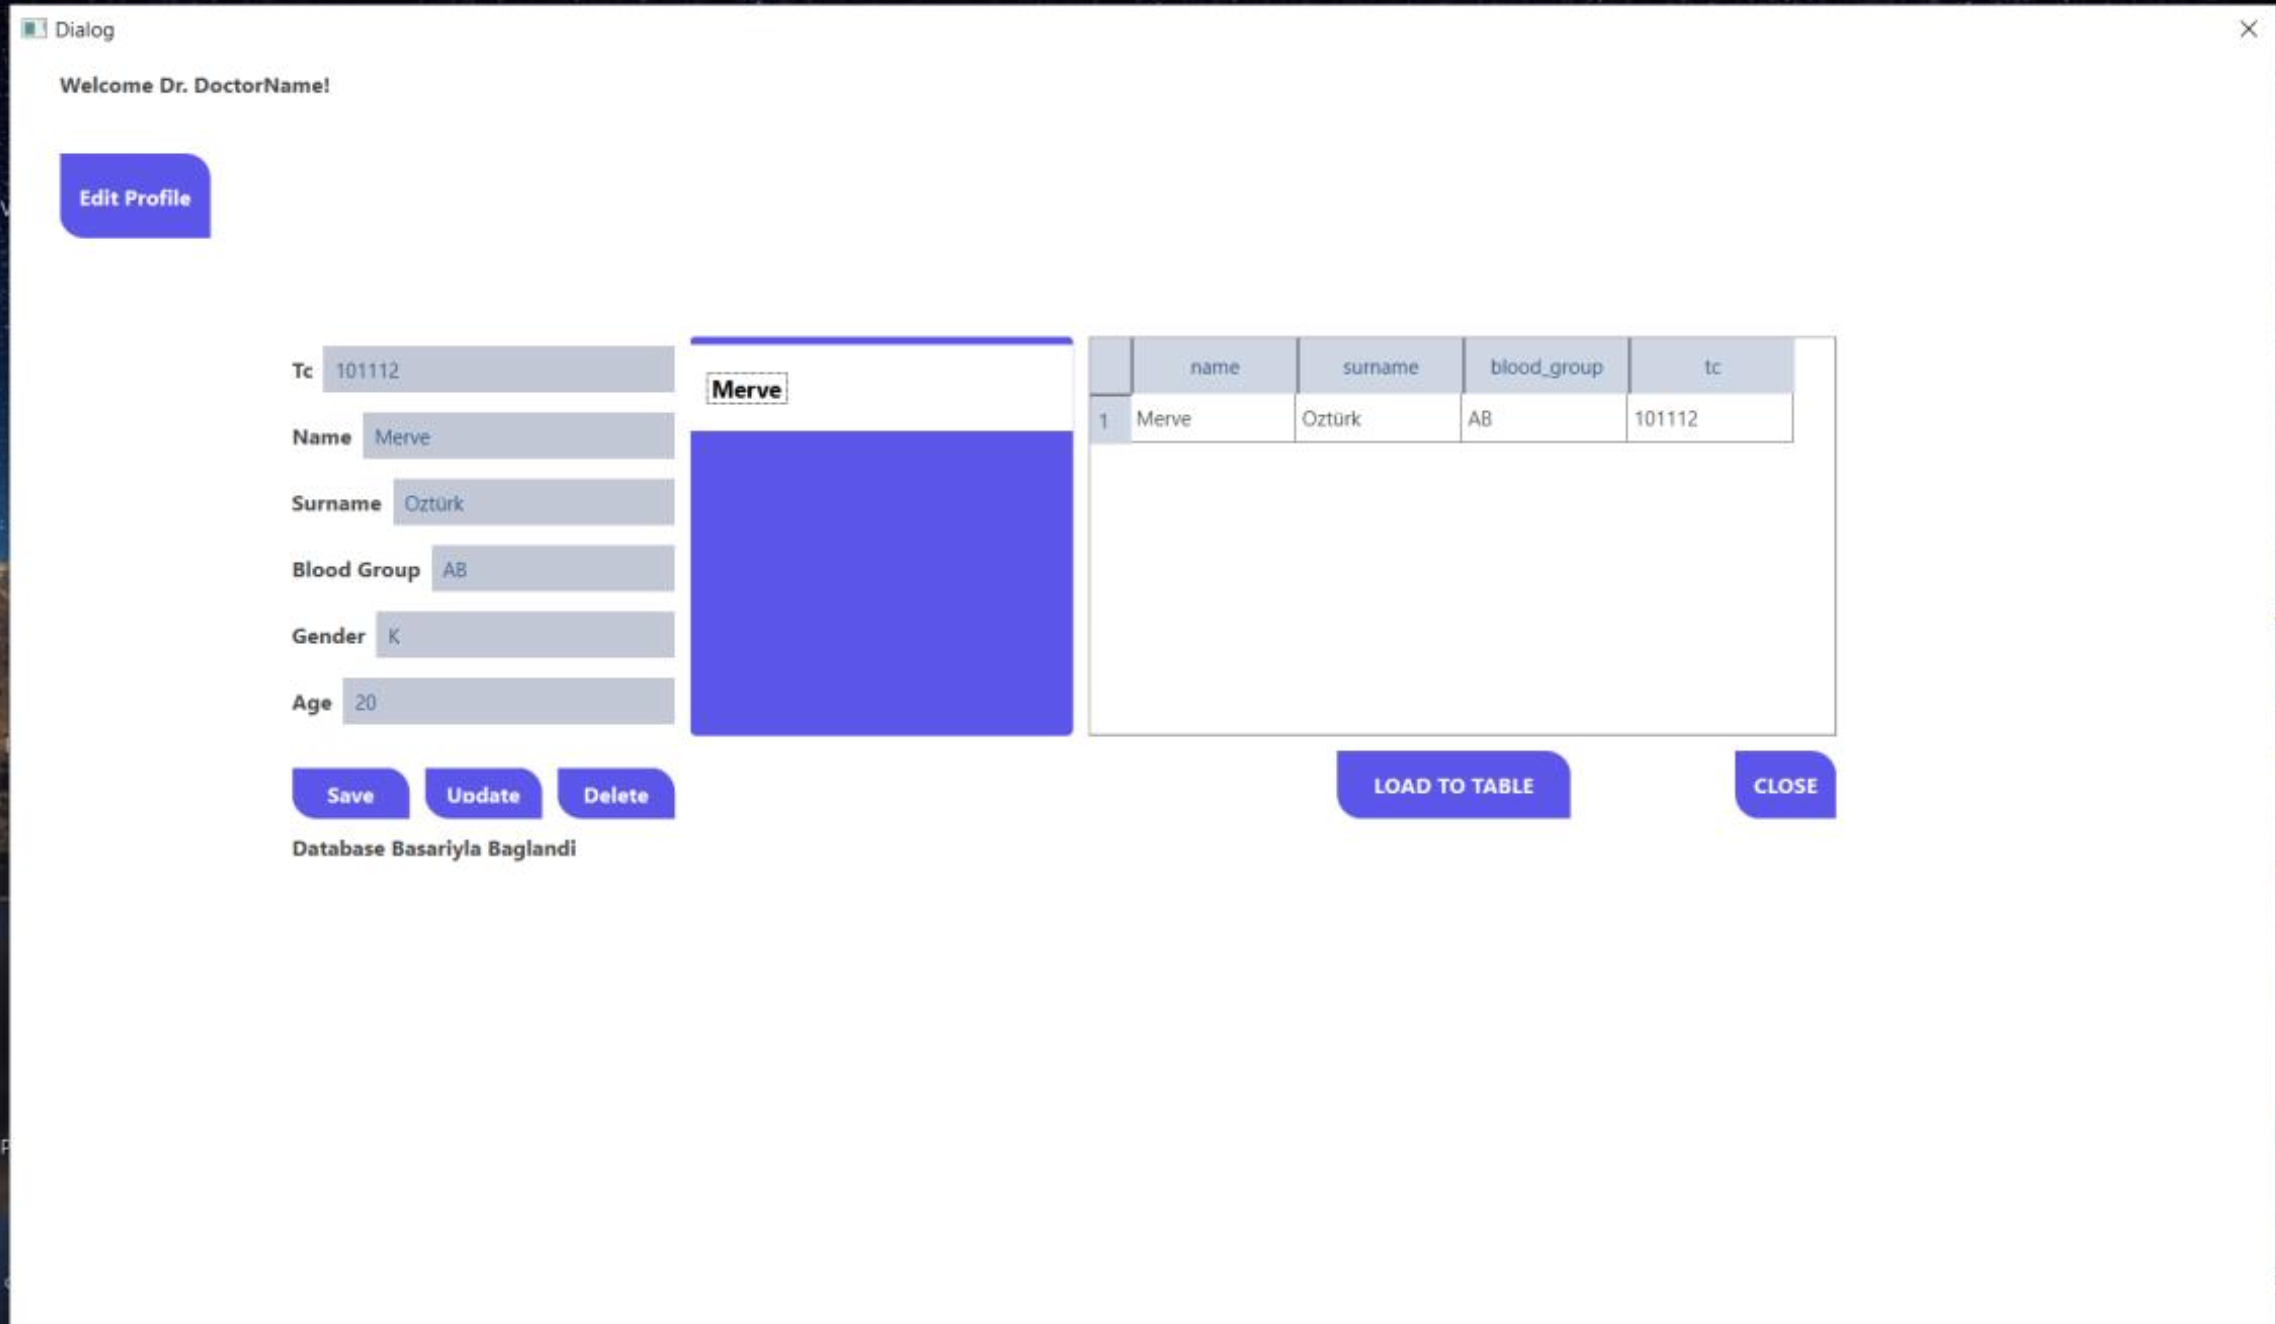 Dialog
Welcome Dr. DoctorName!
Edit Profile
Tc 101112
Name Merve
Surname Oztürk
Blood Group AB
Gender K
Age 20
Merve
name surname blood_group tc
1 Merve Oztürk AB 101112
Save Update Delete
LOAD TO TABLE CLOSE
Database Basariyla Baglandi